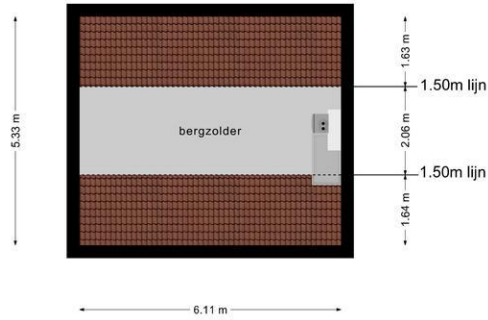 1.63 m
1.50m lijn
5.33 m
bergzolder
2.06 m
1.50m lijn
1.64 m
6.11 m